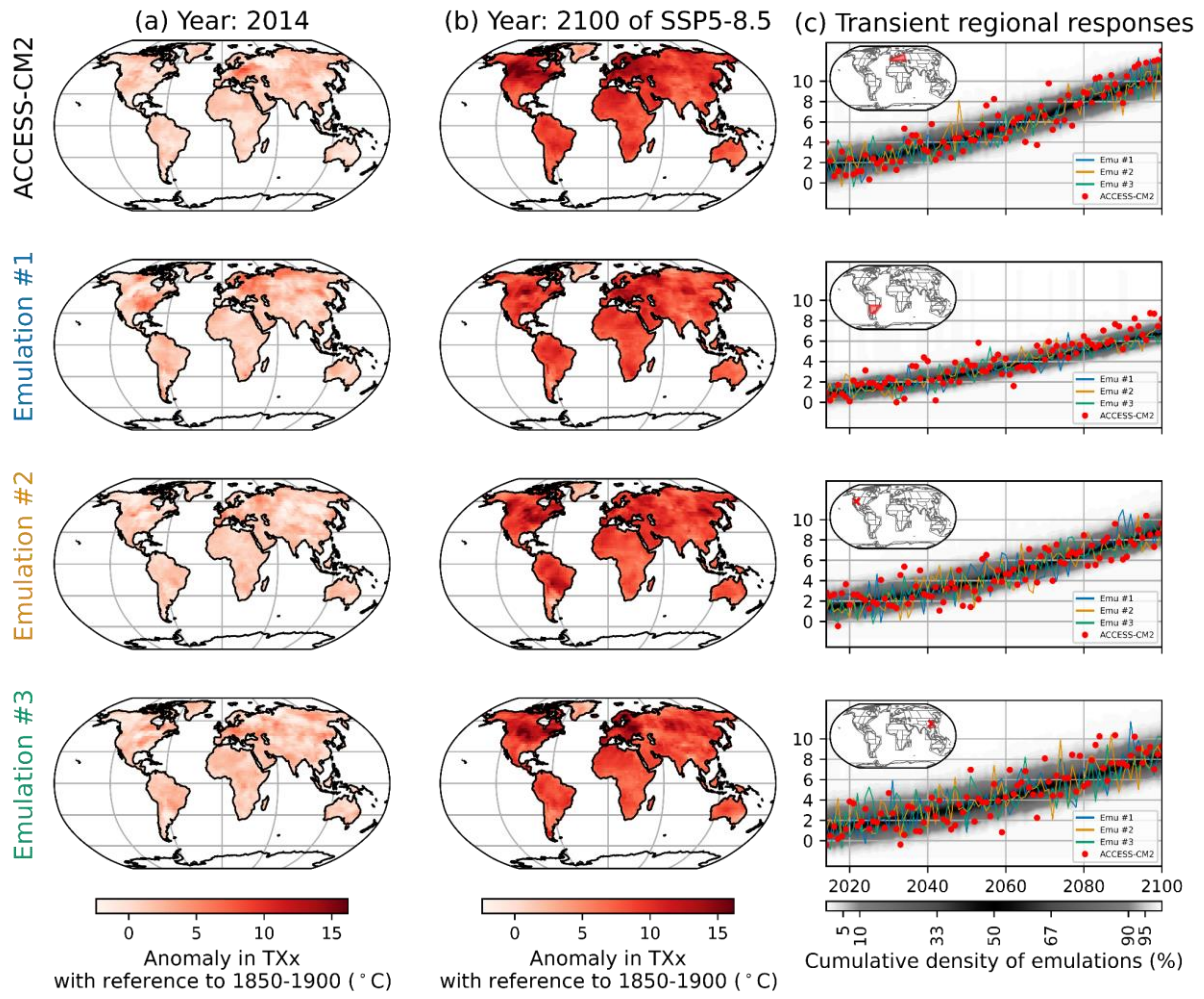 (a) Year: 2014
(b) Year: 2100 of SSP5-8.5
(c) Transient regional responses
ACCESS-CM2
10
8
6
4
2
0
Emu #1
Emu #2
Emu #3
ACCESS-CM2
Emulation #1
10
8
6
4
2
0
Emu #1
Emu #2
Emu #3
ACCESS-CM2
Emulation #2
10
8
6
4
2
0
Emu #1
Emu #2
Emu #3
ACCESS-CM2
Emulation #3
10
8
6
4
2
0
Emu #1
Emu #2
Emu #3
ACCESS-CM2
2020 2040 2060 2080 2100
0 5 10 15
Anomaly in TXx
with reference to 1850-1900 (°C)
0 5 10 15
Anomaly in TXx
with reference to 1850-1900 (°C)
5 10 33 50 67 90 95
Cumulative density of emulations (%)